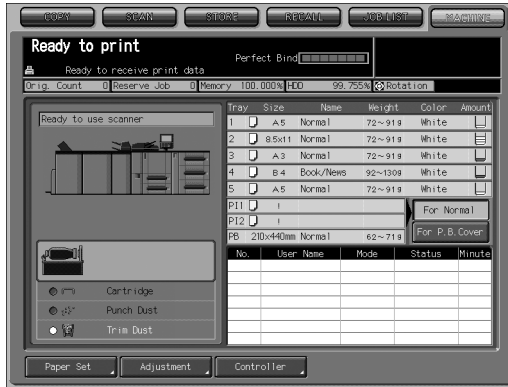 COPY SCAN STORE RECALL JOB LIST MACHINE
Ready to print
Perfect Bind
Ready to receive print data
Orig. Count 0 Reserve Job 0 Memory 100.000% HDD 99.755% Rotation
Ready to use scanner
Tray Size Name Weight Color Amount
1 A5 Normal 72~91g White
2 8.5x11 Normal 72~91g White
3 A3 Normal 72~91g White
4 B4 Book/News 92~130g White
5 A5 Normal 72~91g White
PI1
PI2
PB 210x440mm Normal 62~71g
For Normal
For P.B.Cover
No. User Name Mode Status Minute
Cartridge
Punch Dust
Trim Dust
Paper Set Adjustment Controller